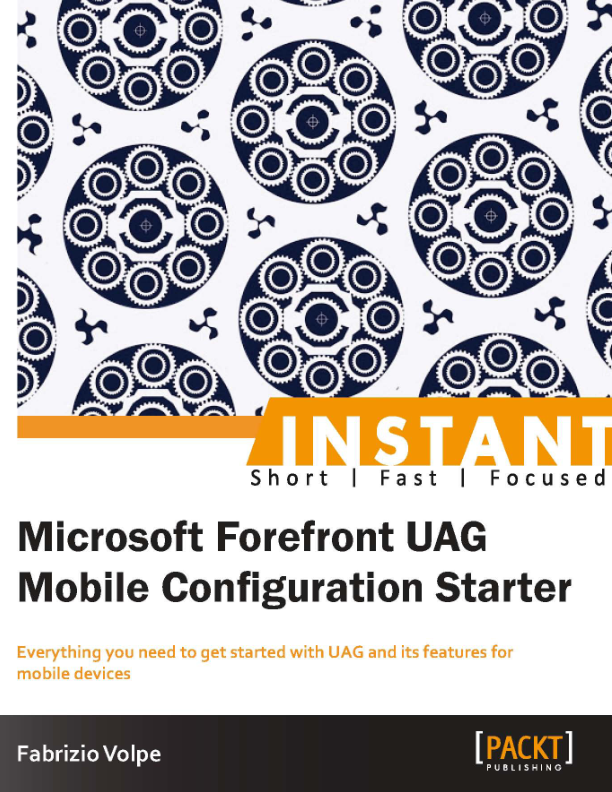 INSTANT
Short | Fast | Focused
Microsoft Forefront UAG
Mobile Configuration Starter
Everything you need to get started with UAG and its features for
mobile devices
Fabrizio Volpe
[PACKT]
PUBLISHING